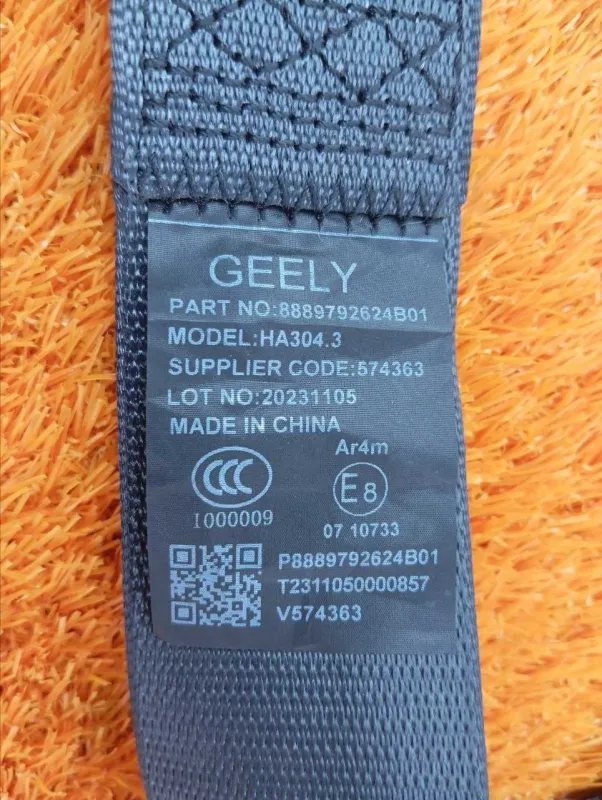 GEELY
PART NO:8889792624B01
MODEL:HA304.3
SUPPLIER CODE:574363
LOT NO:20231105
MADE IN CHINA
CCC
I000009
Ar4m
E8
07 10733
P8889792624B01
T2311050000857
V574363